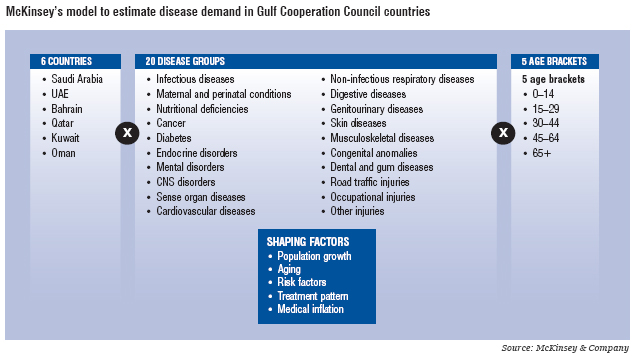 McKinsey's model to estimate disease demand in Gulf Cooperation Council countries
6 COUNTRIES
• Saudi Arabia
• UAE
• Bahrain
• Qatar
• Kuwait
• Oman
X
20 DISEASE GROUPS
• Infectious diseases
• Maternal and perinatal conditions
• Nutritional deficiencies
• Cancer
• Diabetes
• Endocrine disorders
• Mental disorders
• CNS disorders
• Sense organ diseases
• Cardiovascular diseases
• Non-infectious respiratory diseases
• Digestive diseases
• Genitourinary diseases
• Skin diseases
• Musculoskeletal diseases
• Congenital anomalies
• Dental and gum diseases
• Road traffic injuries
• Occupational injuries
• Other injuries
X
5 AGE BRACKETS
5 age brackets
• 0–14
• 15–29
• 30–44
• 45–64
• 65+
SHAPING FACTORS
• Population growth
• Aging
• Risk factors
• Treatment pattern
• Medical inflation
Source: McKinsey & Company